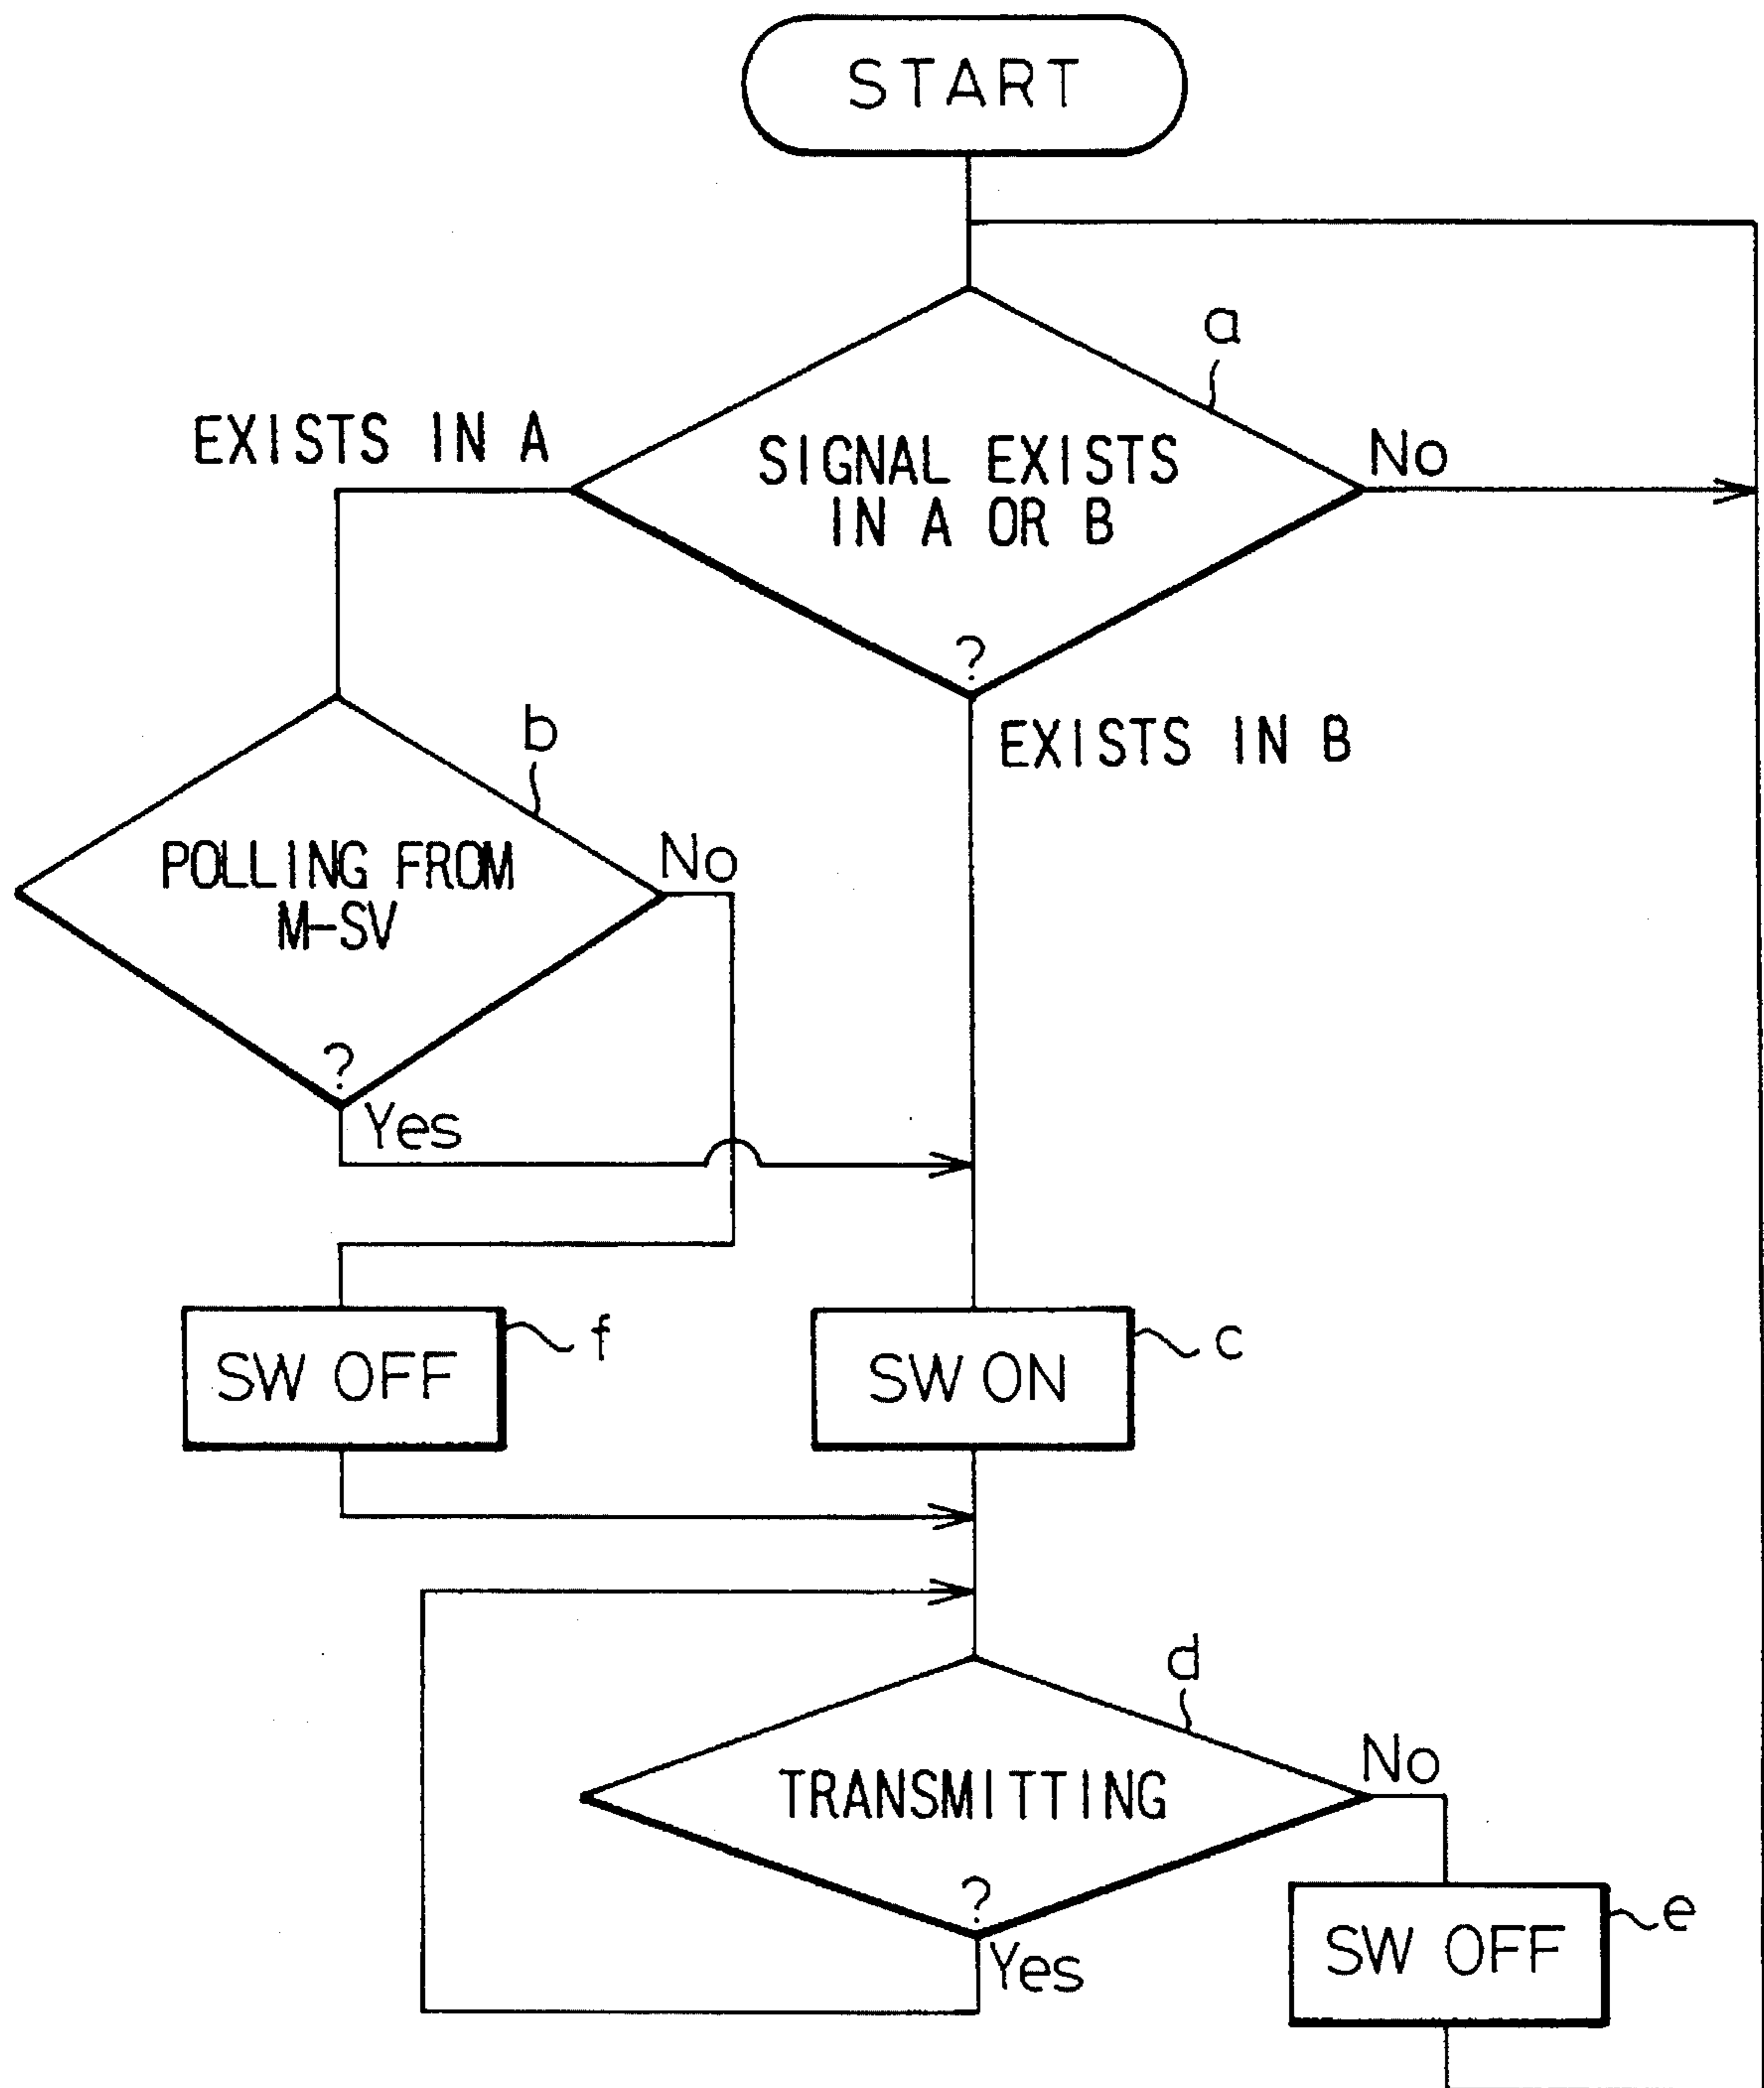 START
a
EXISTS IN A
SIGNAL EXISTS
IN A OR B
?
No
EXISTS IN B
b
POLLING FROM
M-SV
?
No
Yes
SW OFF
f
SW ON
c
d
TRANSMITTING
?
No
Yes
SW OFF
e